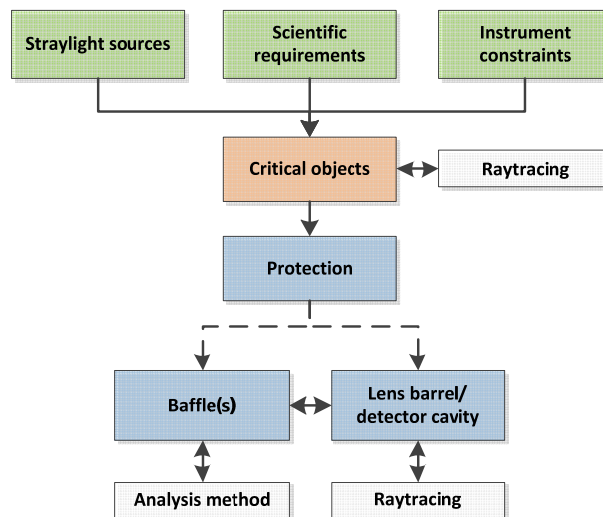 Straylight sources
Scientific
requirements
Instrument
constraints
Critical objects
Raytracing
Protection
Baffle(s)
Lens barrel/
detector cavity
Analysis method
Raytracing